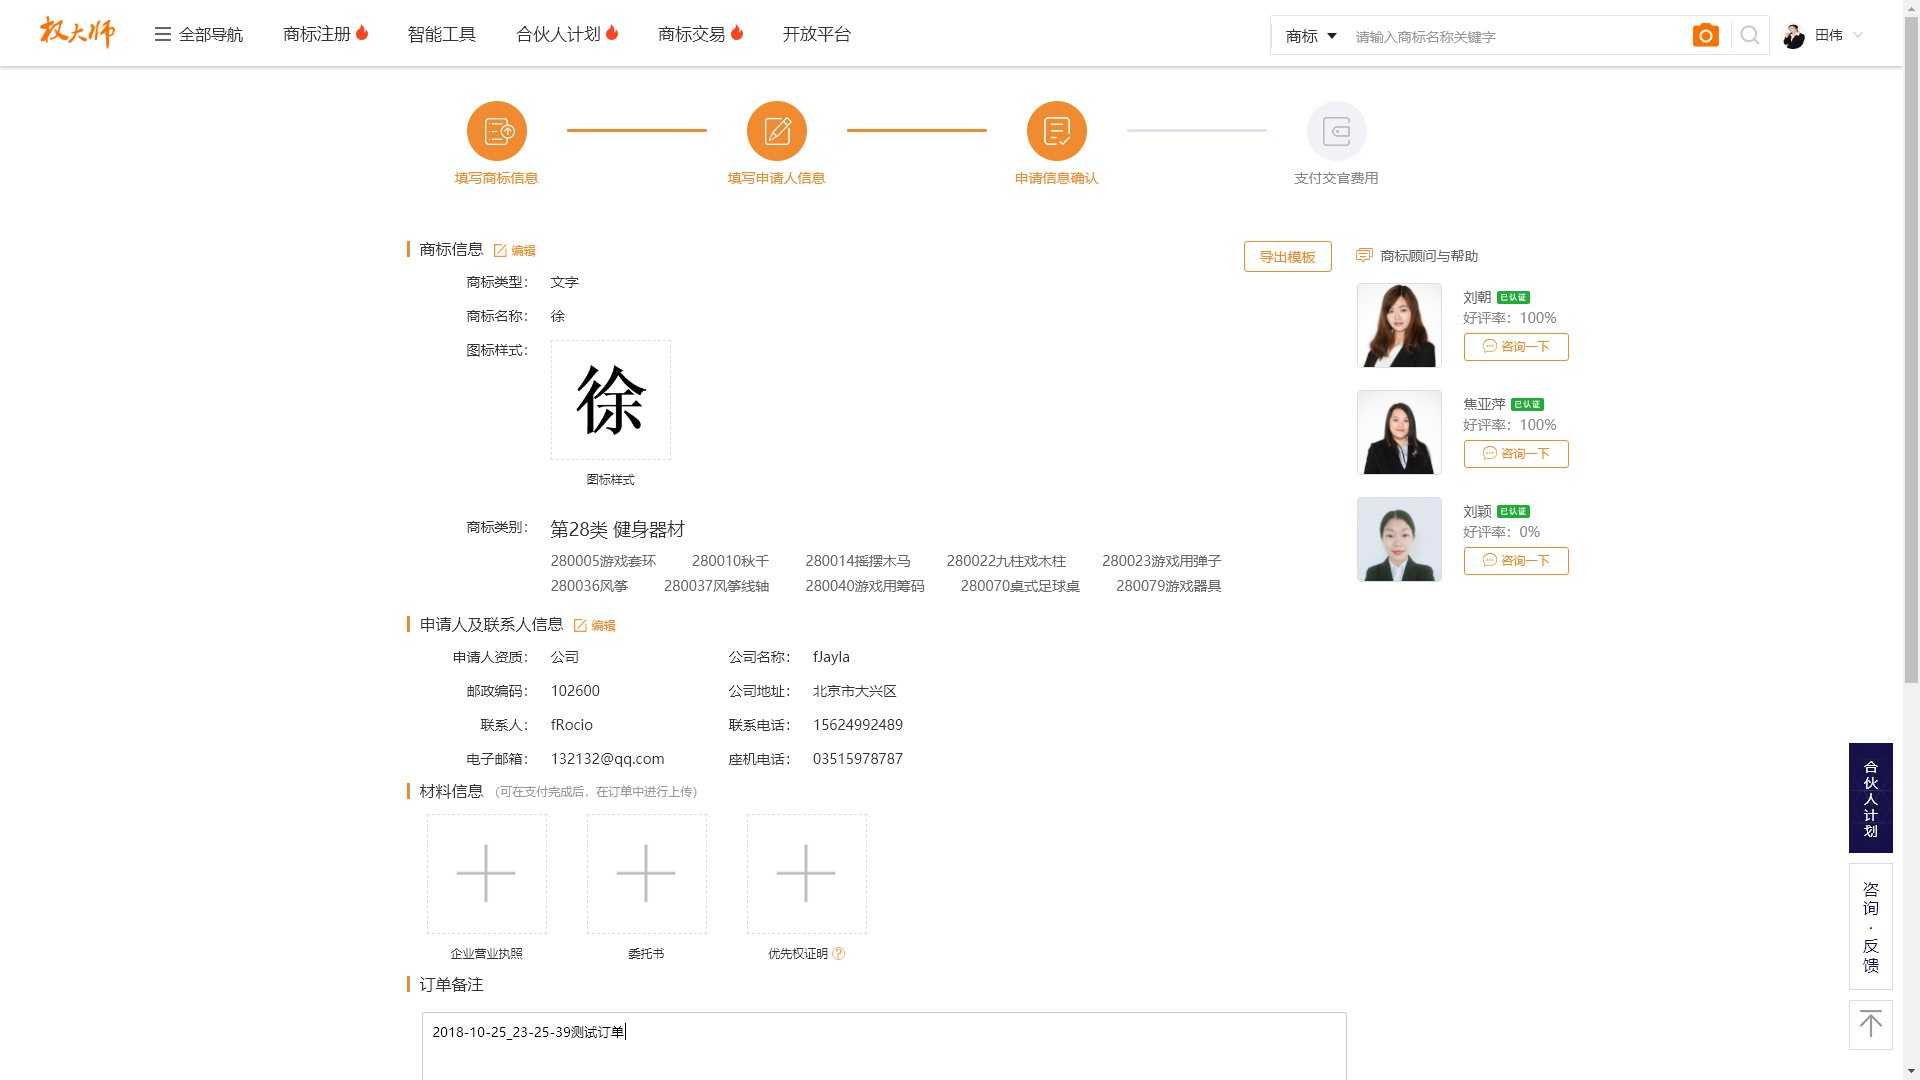 权大师 全部导航 商标注册 智能工具 合伙人计划 商标交易 开放平台 商标 请输入商标名称关键字 田伟
填写商标信息 填写申请人信息 申请信息确认 支付交官费用
商标信息 编辑 导出模板
商标类型： 文字
商标名称： 徐
图标样式： 徐
图标样式
商标类别： 第28类 健身器材
280005游戏套环 280010秋千 280014摇摆木马 280022九柱戏木柱 280023游戏用弹子
280036风筝 280037风筝线轴 280040游戏用筹码 280070桌式足球桌 280079游戏器具
商标顾问与帮助
刘朝 已认证
好评率：100%
咨询一下
焦亚萍 已认证
好评率：100%
咨询一下
刘颖 已认证
好评率：0%
咨询一下
申请人及联系人信息 编辑
申请人资质： 公司 公司名称： fJayla
邮政编码： 102600 公司地址： 北京市大兴区
联系人： fRocio 联系电话： 15624992489
电子邮箱： 132132@qq.com 座机电话： 03515978787
材料信息 （可在支付完成后，在订单中进行上传）
企业营业执照 委托书 优先权证明 ?
订单备注
2018-10-25_23-25-39测试订单
合伙人计划
咨询·反馈